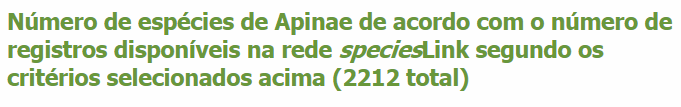 Número de espécies de Apinae de acordo com o número de
registros disponíveis na rede speciesLink segundo os
critérios selecionados acima (2212 total)